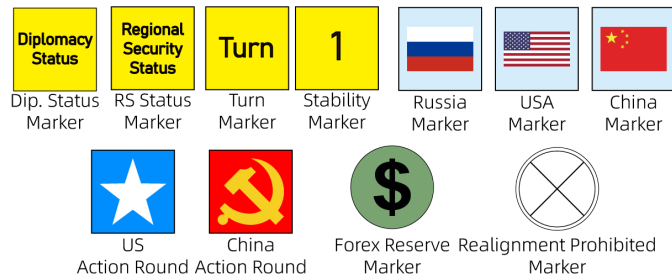 Diplomacy
Status
Regional
Security
Status
Turn
1
Dip. Status
Marker
RS Status
Marker
Turn
Marker
Stability
Marker
Russia
Marker
USA
Marker
China
Marker
$
US
Action Round
China
Action Round
Forex Reserve
Marker
Realignment Prohibited
Marker